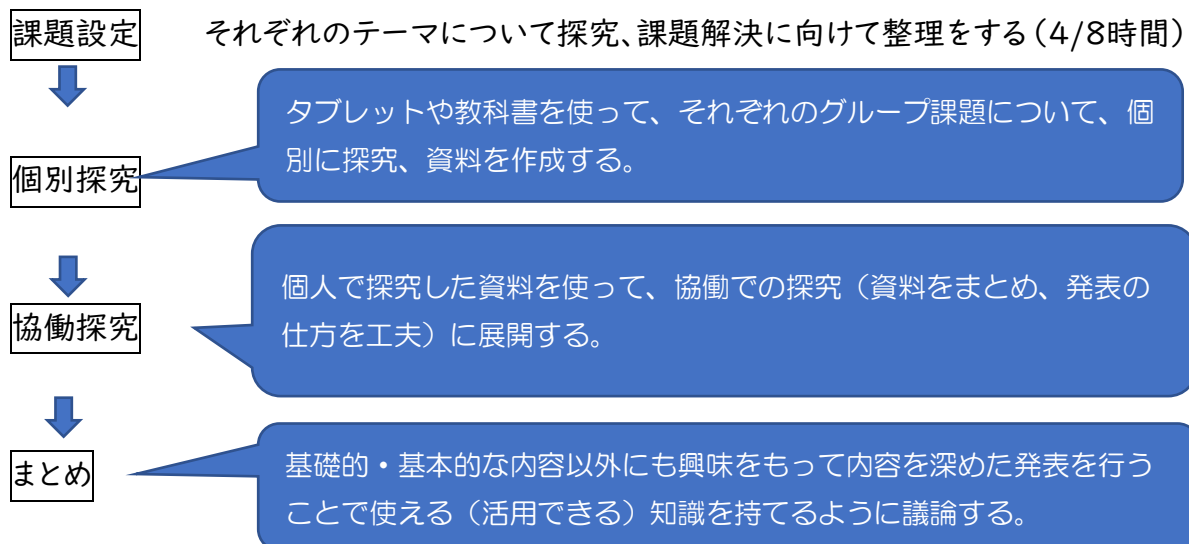 課題設定
それぞれのテーマについて探究、課題解決に向けて整理をする(4/8時間)
タブレットや教科書を使って、それぞれのグループ課題について、個
別に探究、資料を作成する。
個別探究
個人で探究した資料を使って、協働での探究（資料をまとめ、発表の
仕方を工夫）に展開する。
協働探究
基礎的・基本的な内容以外にも興味をもって内容を深めた発表を行う
ことで使える（活用できる）知識を持てるように議論する。
まとめ